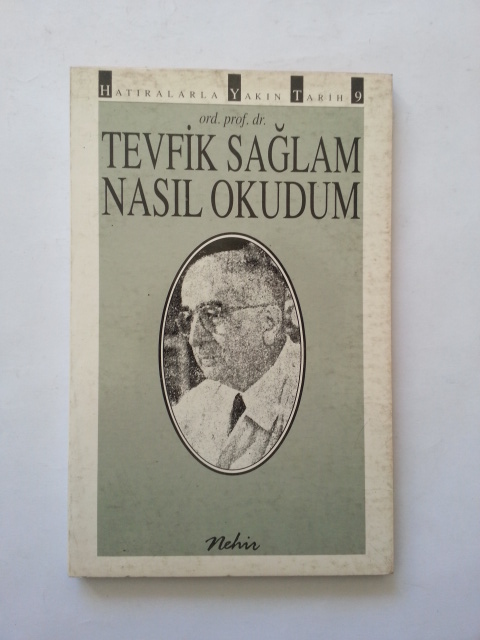 HATIRALARLA YAKIN TARİH 9
ord. prof. dr.
TEVFİK SAĞLAM
NASIL OKUDUM
Nehir